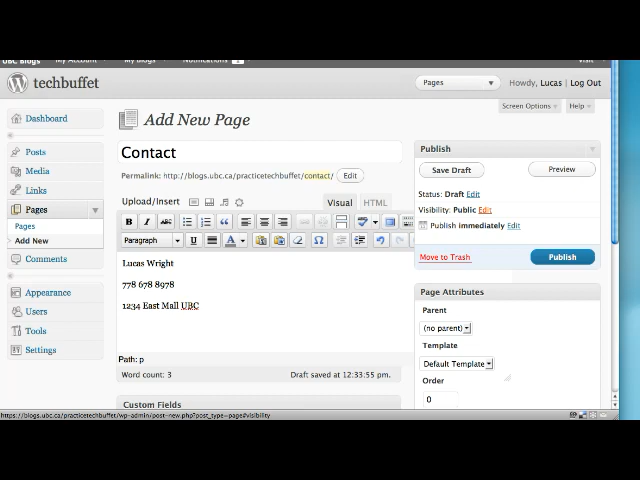 UBC Blogs My Account My Blogs Notifications Visit
techbuffet Pages Howdy, Lucas | Log Out
Screen Options Help
Dashboard
Posts
Media
Links
Pages
Pages
Add New
Comments
Appearance
Users
Tools
Settings
Add New Page
Contact
Permalink: http://blogs.ubc.ca/practicetechbuffet/contact/ Edit
Upload/Insert Visual HTML
B I ABC
Paragraph U A Ω
Lucas Wright
778 678 8978
1234 East Mall UBC
Path: p
Word count: 3 Draft saved at 12:33:55 pm.
Custom Fields
Publish
Save Draft Preview
Status: Draft Edit
Visibility: Public Edit
Publish immediately Edit
Move to Trash Publish
Page Attributes
Parent
(no parent)
Template
Default Template
Order
0
https://blogs.ubc.ca/practicetechbuffet/wp-admin/post-new.php?post_type=page#visibility